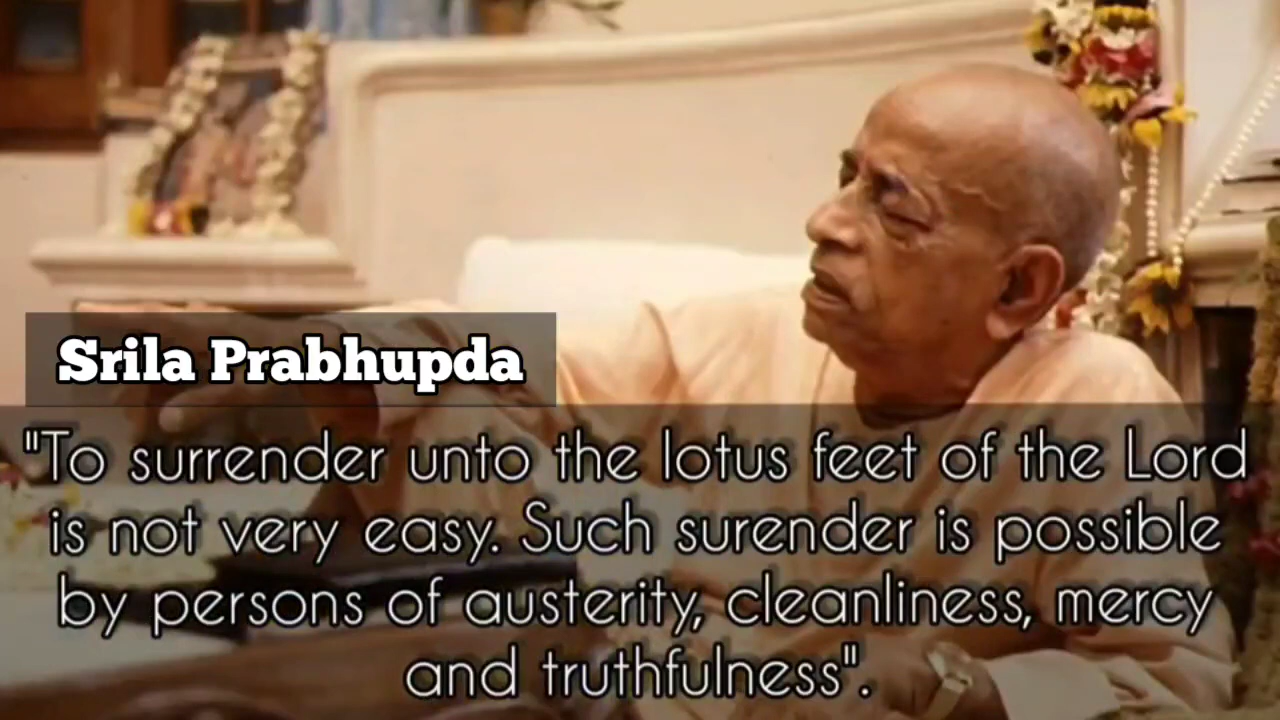 Srila Prabhupda
"To surrender unto the lotus feet of the Lord
is not very easy. Such surender is possible
by persons of austerity, cleanliness, mercy
and truthfulness".